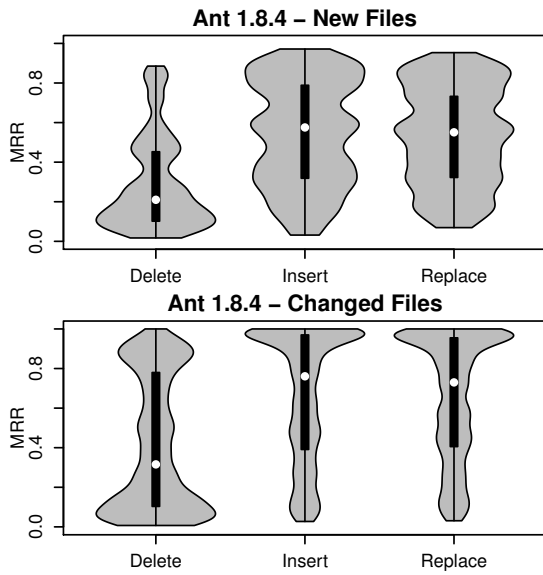 Ant 1.8.4 – New Files
MRR
0.8
0.4
0.0
Delete Insert Replace
Ant 1.8.4 – Changed Files
MRR
0.8
0.4
0.0
Delete Insert Replace